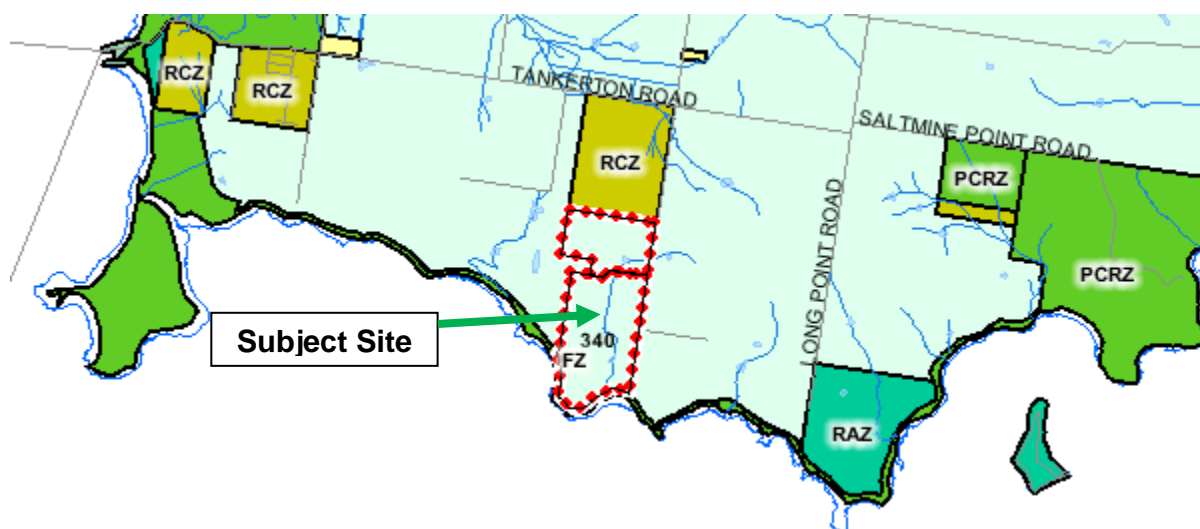 RCZ
RCZ
TANKERTON ROAD
SALTMINE POINT ROAD
RCZ
PCRZ
LONG POINT ROAD
PCRZ
Subject Site
340
FZ
RAZ